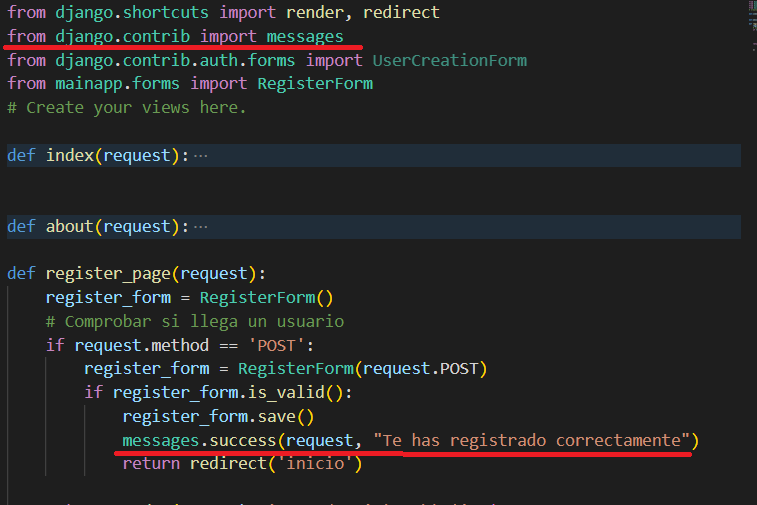 from django.shortcuts import render, redirect
from django.contrib import messages
from django.contrib.auth.forms import UserCreationForm
from mainapp.forms import RegisterForm
# Create your views here.
def index(request): ...
def about(request): ...
def register_page(request):
    register_form = RegisterForm()
    # Comprobar si llega un usuario
    if request.method == 'POST':
        register_form = RegisterForm(request.POST)
        if register_form.is_valid():
            register_form.save()
            messages.success(request, "Te has registrado correctamente")
            return redirect('inicio')